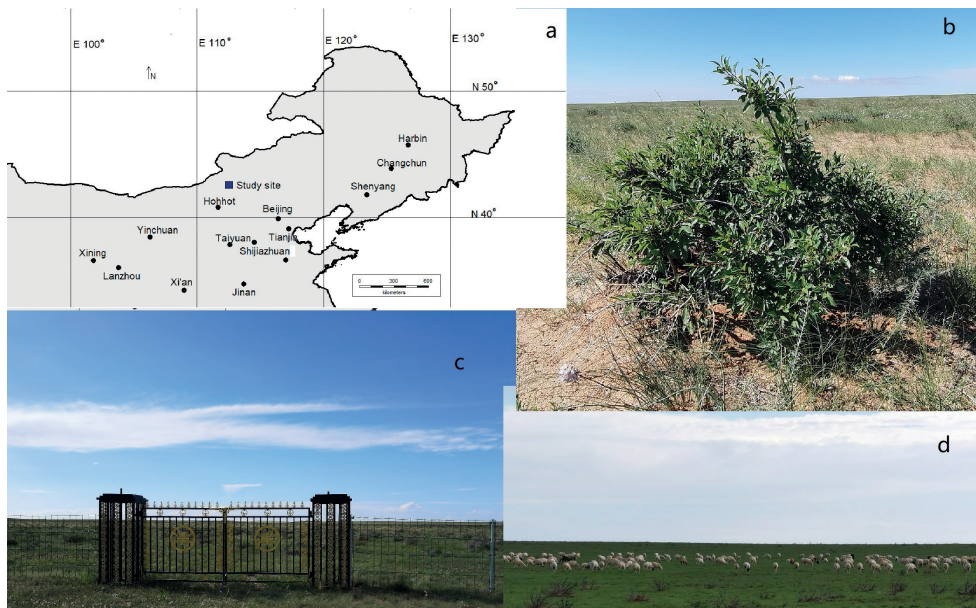 E 100°
E 110°
E 120°
E 130°
a
N
N 50°
Harbin
Changchun
Study site
Shenyang
Hohhot
Beijing
N 40°
Yinchuan
Taiyuan
Tianjin
Shijiazhuan
Xining
Lanzhou
Xi'an
Jinan
0 300 600
kilometers
b
c
d